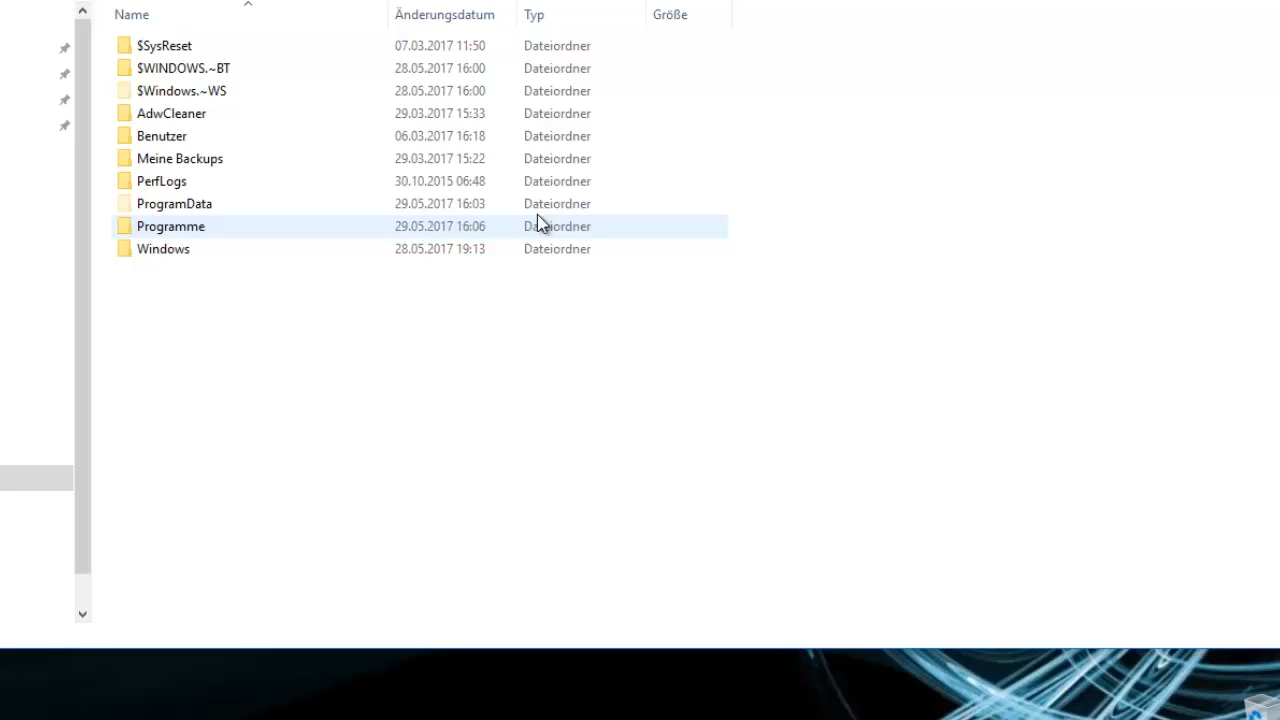 Name Änderungsdatum Typ Größe
$SysReset 07.03.2017 11:50 Dateiordner
$WINDOWS.~BT 28.05.2017 16:00 Dateiordner
$Windows.~WS 28.05.2017 16:00 Dateiordner
AdwCleaner 29.03.2017 15:33 Dateiordner
Benutzer 06.03.2017 16:18 Dateiordner
Meine Backups 29.03.2017 15:22 Dateiordner
PerfLogs 30.10.2015 06:48 Dateiordner
ProgramData 29.05.2017 16:03 Dateiordner
Programme 29.05.2017 16:06 Dateiordner
Windows 28.05.2017 19:13 Dateiordner